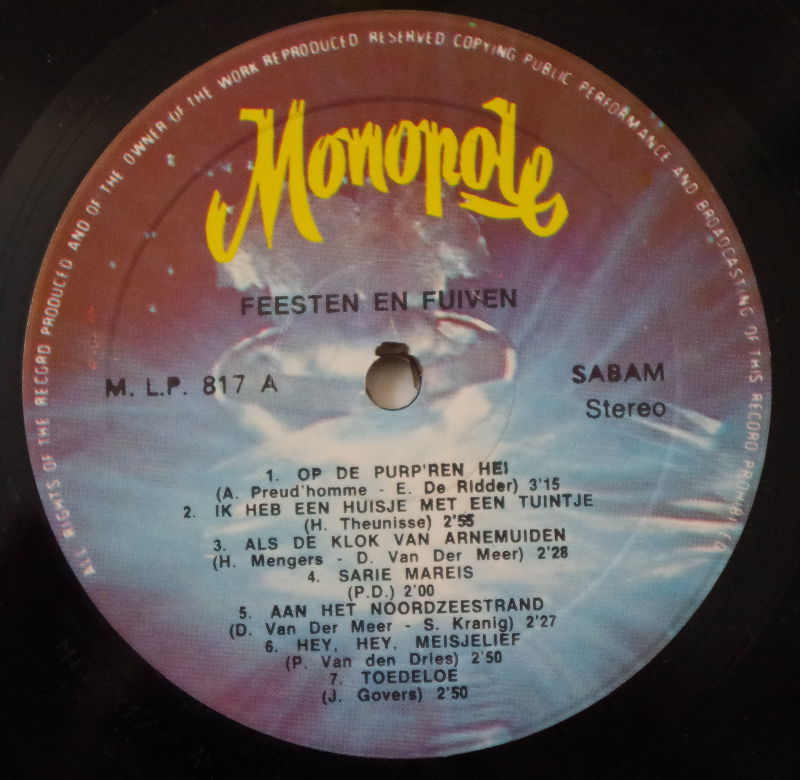 ALL RIGHTS OF THE RECORD PRODUCED AND OF THE OWNER OF THE WORK REPRODUCED RESERVED COPYING PUBLIC PERFORMANCE AND BROADCASTING OF THIS RECORD PROHIBITED
Monopole
FEESTEN EN FUIVEN
M. L.P. 817 A
SABAM
Stereo
1. OP DE PURP'REN HEI
(A. Preud'homme - E. De Ridder) 3'15
2. IK HEB EEN HUISJE MET EEN TUINTJE
(H. Theunisse) 2'55
3. ALS DE KLOK VAN ARNEMUIDEN
(H. Mengers - D. Van Der Meer) 2'28
4. SARIE MAREIS
(P.D.) 2'00
5. AAN HET NOORDZEESTRAND
(D. Van Der Meer - S. Kranig) 2'27
6. HEY, HEY, MEISJELIEF
(P. Van den Dries) 2'50
7. TOEDELOE
(J. Govers) 2'50